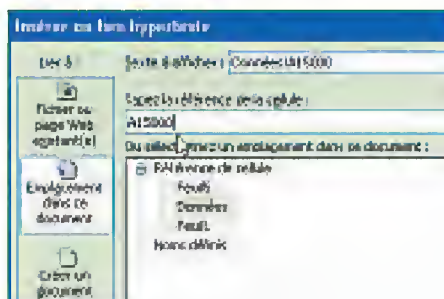 Insérer un lien hypertexte
Lier à :
Texte à afficher : Données!A15000
Fichier ou
page Web
existant(e)
Tapez la référence de la cellule :
A15000
Ou sélectionnez un emplacement dans ce document :
Emplacement
dans ce
document
Référence de cellule
Feuil1
Données
Noms définis
Créer un
document